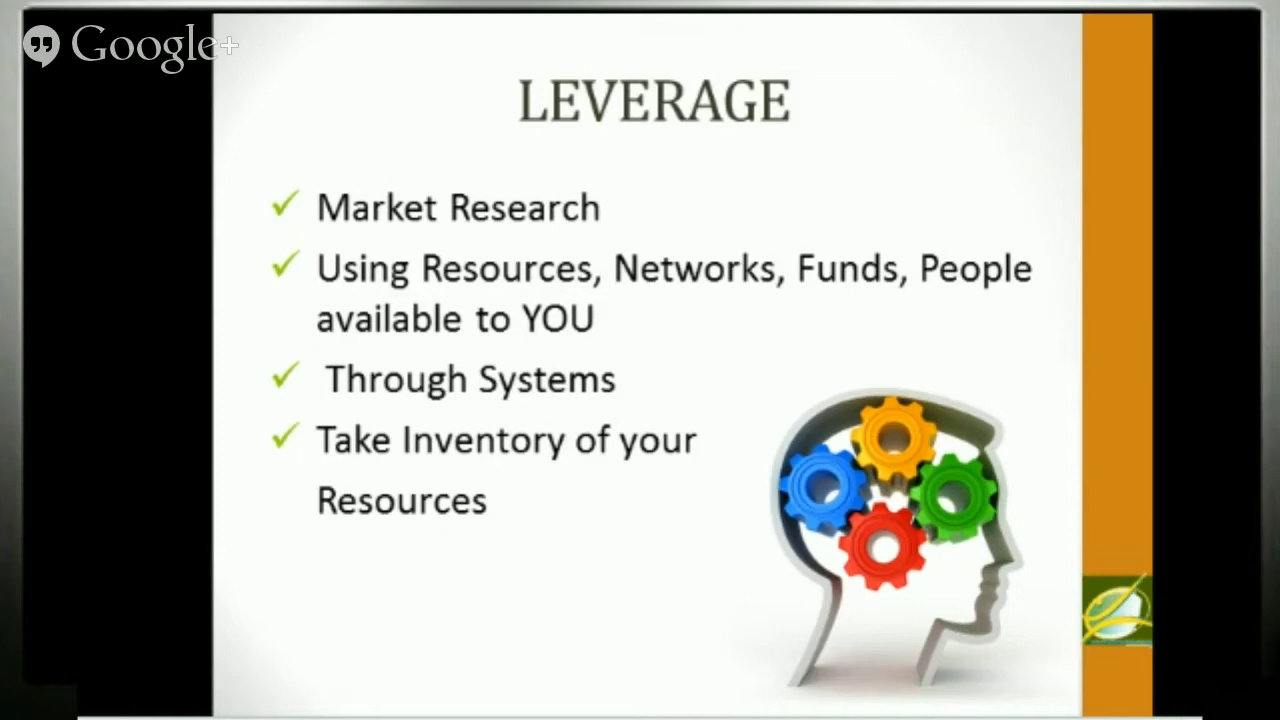 Google+
LEVERAGE
✓ Market Research
✓ Using Resources, Networks, Funds, People
available to YOU
✓ Through Systems
✓ Take Inventory of your
Resources